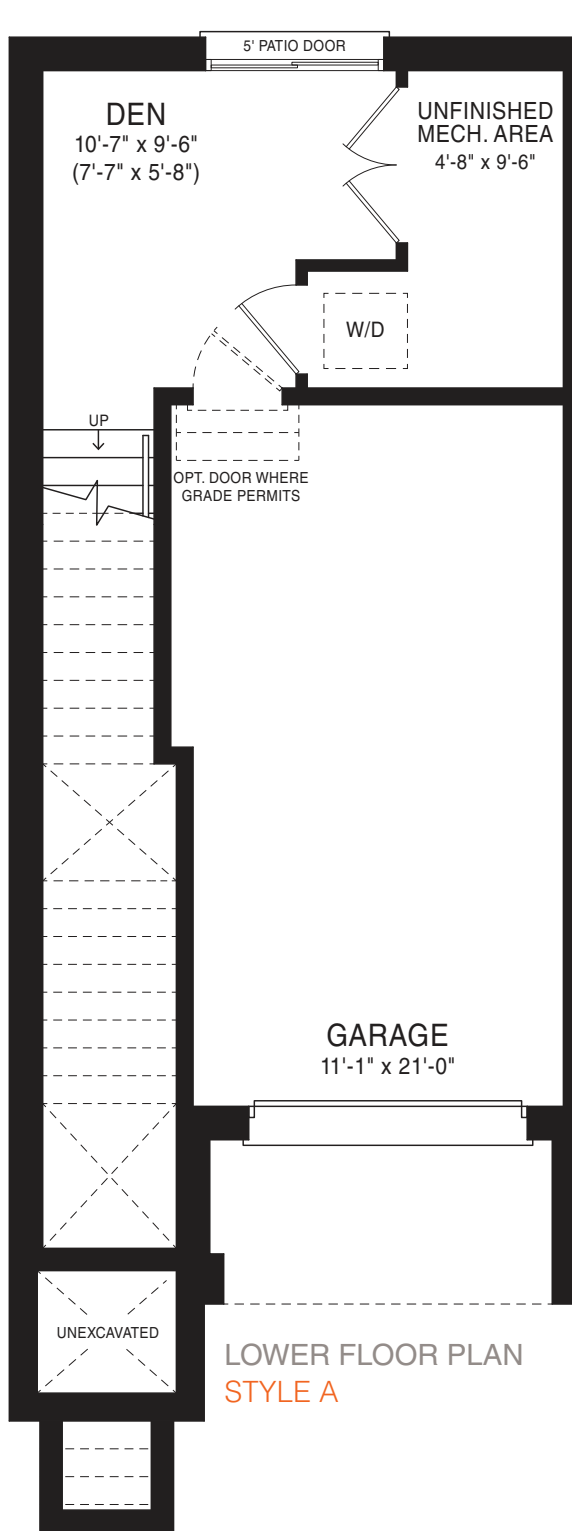 5' PATIO DOOR
DEN
10'-7" x 9'-6"
(7'-7" x 5'-8")
UNFINISHED
MECH. AREA
4'-8" x 9'-6"
W/D
UP
OPT. DOOR WHERE
GRADE PERMITS
GARAGE
11'-1" x 21'-0"
UNEXCAVATED
LOWER FLOOR PLAN
STYLE A